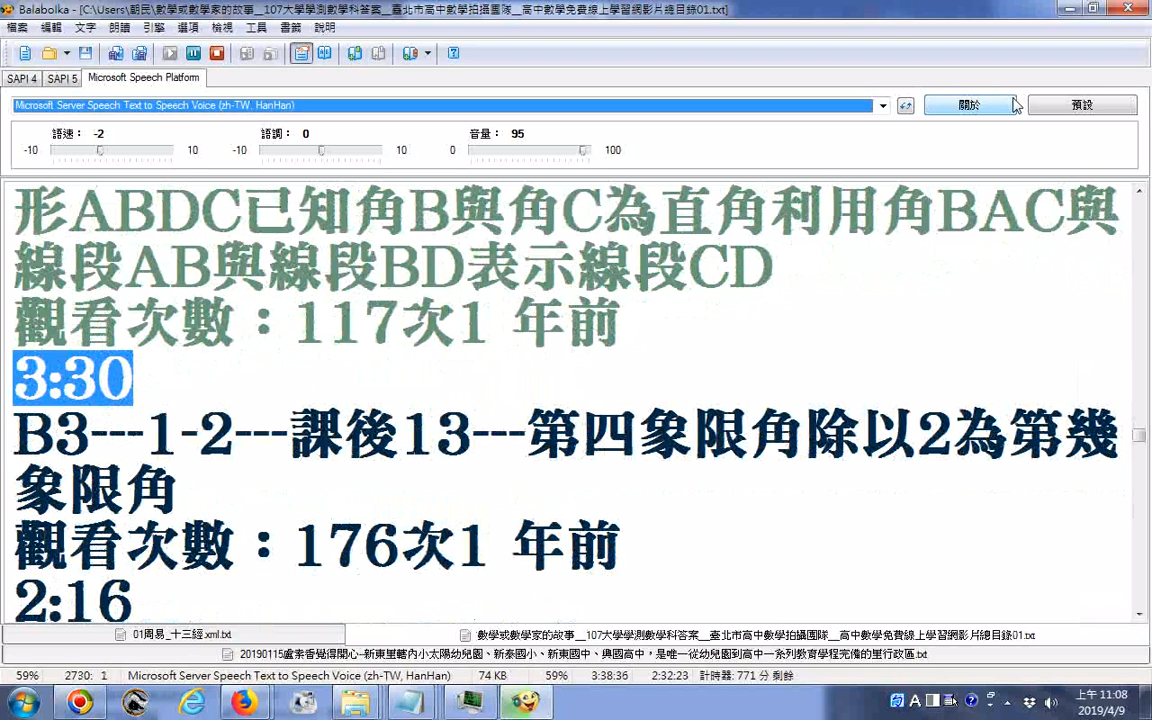 Balabolka - [C:\Users\朝民\數學或數學家的故事__107大學學測數學科答案__臺北市高中數學拍攝團隊__高中數學免費線上學習網影片總目錄01.txt]
檔案 編輯 文字 朗讀 引擎 選項 檢視 工具 書籤 說明
SAPI 4 SAPI 5 Microsoft Speech Platform
Microsoft Server Speech Text to Speech Voice (zh-TW, HanHan)
關於 預設
語速： -2 語調： 0 音量： 95
-10 10 -10 10 0 100
形ABDC已知角B與角C為直角利用角BAC與
線段AB與線段BD表示線段CD
觀看次數：117次1 年前
3:30
B3---1-2---課後13---第四象限角除以2為第幾
象限角
觀看次數：176次1 年前
2:16
01周易_十三經.xml.txt 數學或數學家的故事__107大學學測數學科答案__臺北市高中數學拍攝團隊__高中數學免費線上學習網影片總目錄01.txt
20190115盧素香覺得開心--新東里轄內小太陽幼兒園、新泰國小、新東國中、興國高中，是唯一從幼兒園到高中一系列教育學程完備的里行政區.txt
59% 2730: 1 Microsoft Server Speech Text to Speech Voice (zh-TW, HanHan) 74 KB 59% 3:38:36 2:32:23 計時器: 771 分 剩餘
上午 11:08
2019/4/9